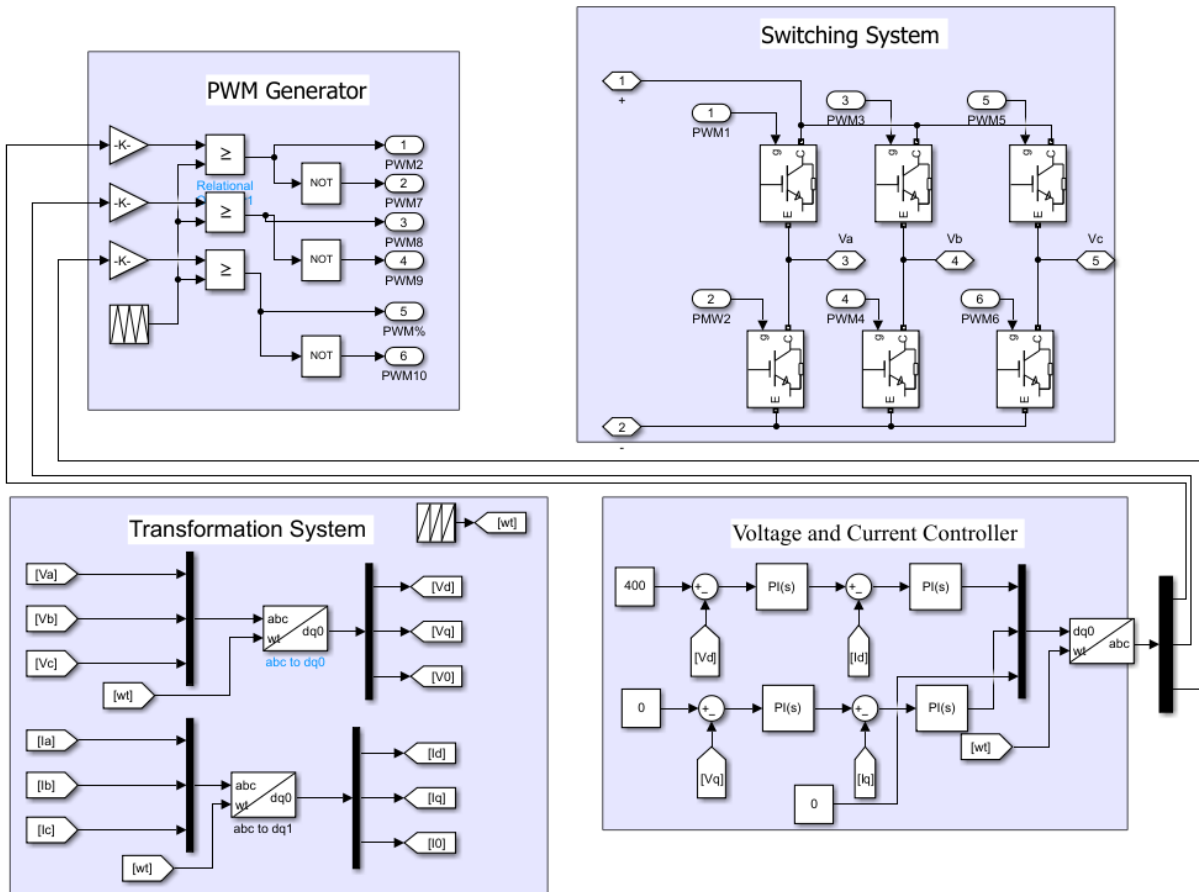 PWM Generator
-K-
≥
1
PWM2
Relational
NOT
2
PWM7
-K-
≥
3
PWM8
NOT
4
PWM9
-K-
≥
5
PWM%
NOT
6
PWM10
Switching System
1
+
1
PWM1
3
PWM3
5
PWM5
g
C
E
g
C
E
g
C
E
Va
3
Vb
4
Vc
5
2
PMW2
4
PWM4
6
PWM6
g
C
E
g
C
E
g
C
E
2
-
Transformation System
[wt]
[Va]
[Vb]
[Vc]
[wt]
abc
wt
dq0
abc to dq0
[Vd]
[Vq]
[V0]
[Ia]
[Ib]
[Ic]
[wt]
abc
wt
dq0
abc to dq1
[Id]
[Iq]
[I0]
Voltage and Current Controller
400
+
-
PI(s)
+
-
PI(s)
[Vd]
[Id]
0
+
-
PI(s)
+
-
PI(s)
[Vq]
[Iq]
[wt]
0
dq0
wt
abc